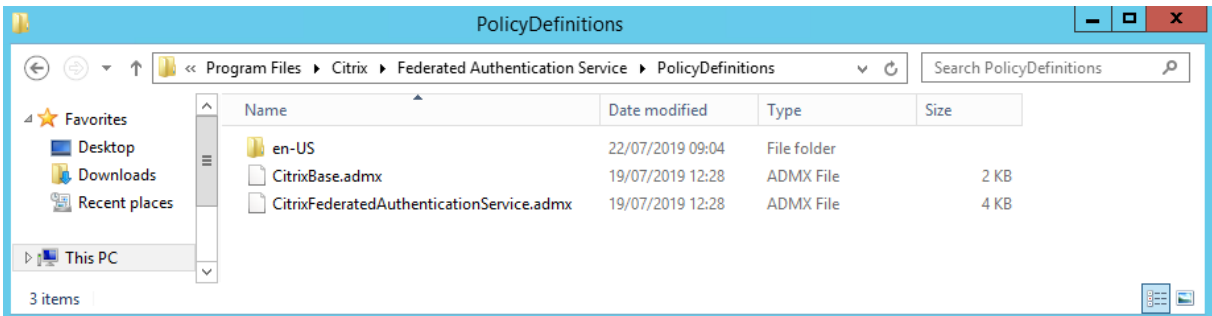 PolicyDefinitions
« Program Files ▸ Citrix ▸ Federated Authentication Service ▸ PolicyDefinitions
Search PolicyDefinitions
Favorites
Desktop
Downloads
Recent places
This PC
Name Date modified Type Size
en-US 22/07/2019 09:04 File folder
CitrixBase.admx 19/07/2019 12:28 ADMX File 2 KB
CitrixFederatedAuthenticationService.admx 19/07/2019 12:28 ADMX File 4 KB
3 items